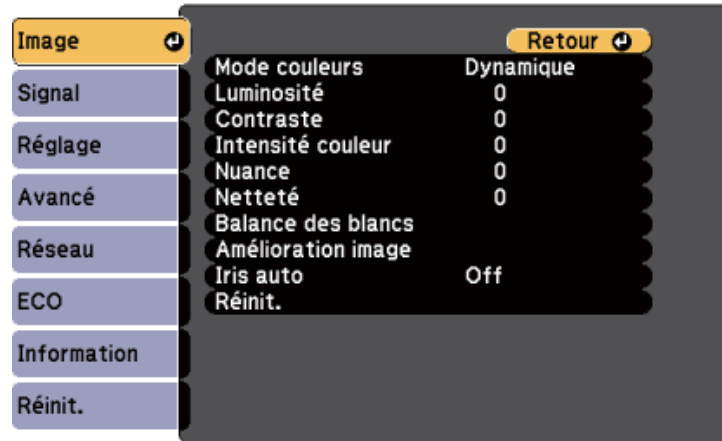 Image
Signal
Réglage
Avancé
Réseau
ECO
Information
Réinit.
Retour
Mode couleurs Dynamique
Luminosité 0
Contraste 0
Intensité couleur 0
Nuance 0
Netteté 0
Balance des blancs
Amélioration image
Iris auto Off
Réinit.